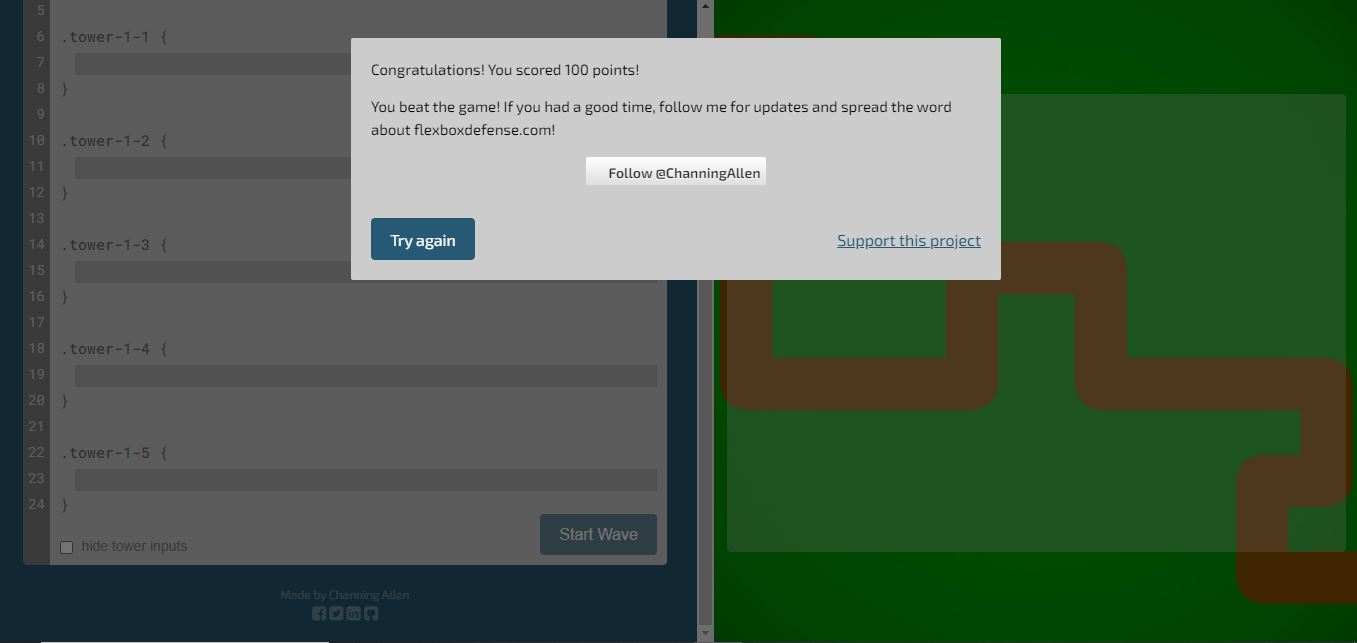 5
6 .tower-1-1 {
7
8 }
9
10 .tower-1-2 {
11
12 }
13
14 .tower-1-3 {
15
16 }
17
18 .tower-1-4 {
19
20 }
21
22 .tower-1-5 {
23
24 }
hide tower inputs
Start Wave
Made by Channing Allen
Congratulations! You scored 100 points!
You beat the game! If you had a good time, follow me for updates and spread the word
about flexboxdefense.com!
Follow @ChanningAllen
Try again
Support this project